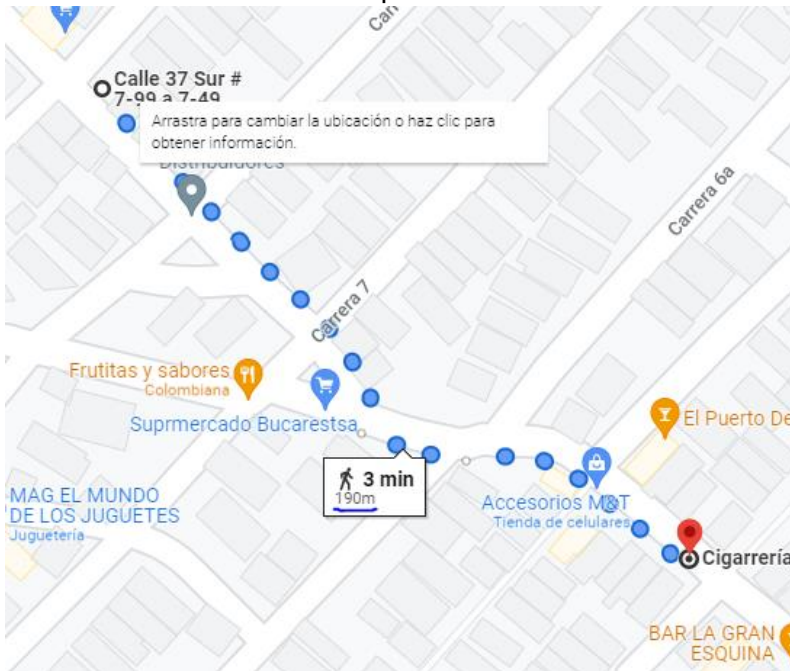 Carr
Calle 37 Sur #
7-99 a 7-49
Arrastra para cambiar la ubicación o haz clic para
obtener información.
Distribuidores
Carrera 6a
Carrera 7
Frutitas y sabores
Colombiana
Suprmercado Bucarestsa
El Puerto De
3 min
190m
MAG EL MUNDO
DE LOS JUGUETES
Juguetería
Accesorios M&T
Tienda de celulares
Cigarrería
BAR LA GRAN
ESQUINA